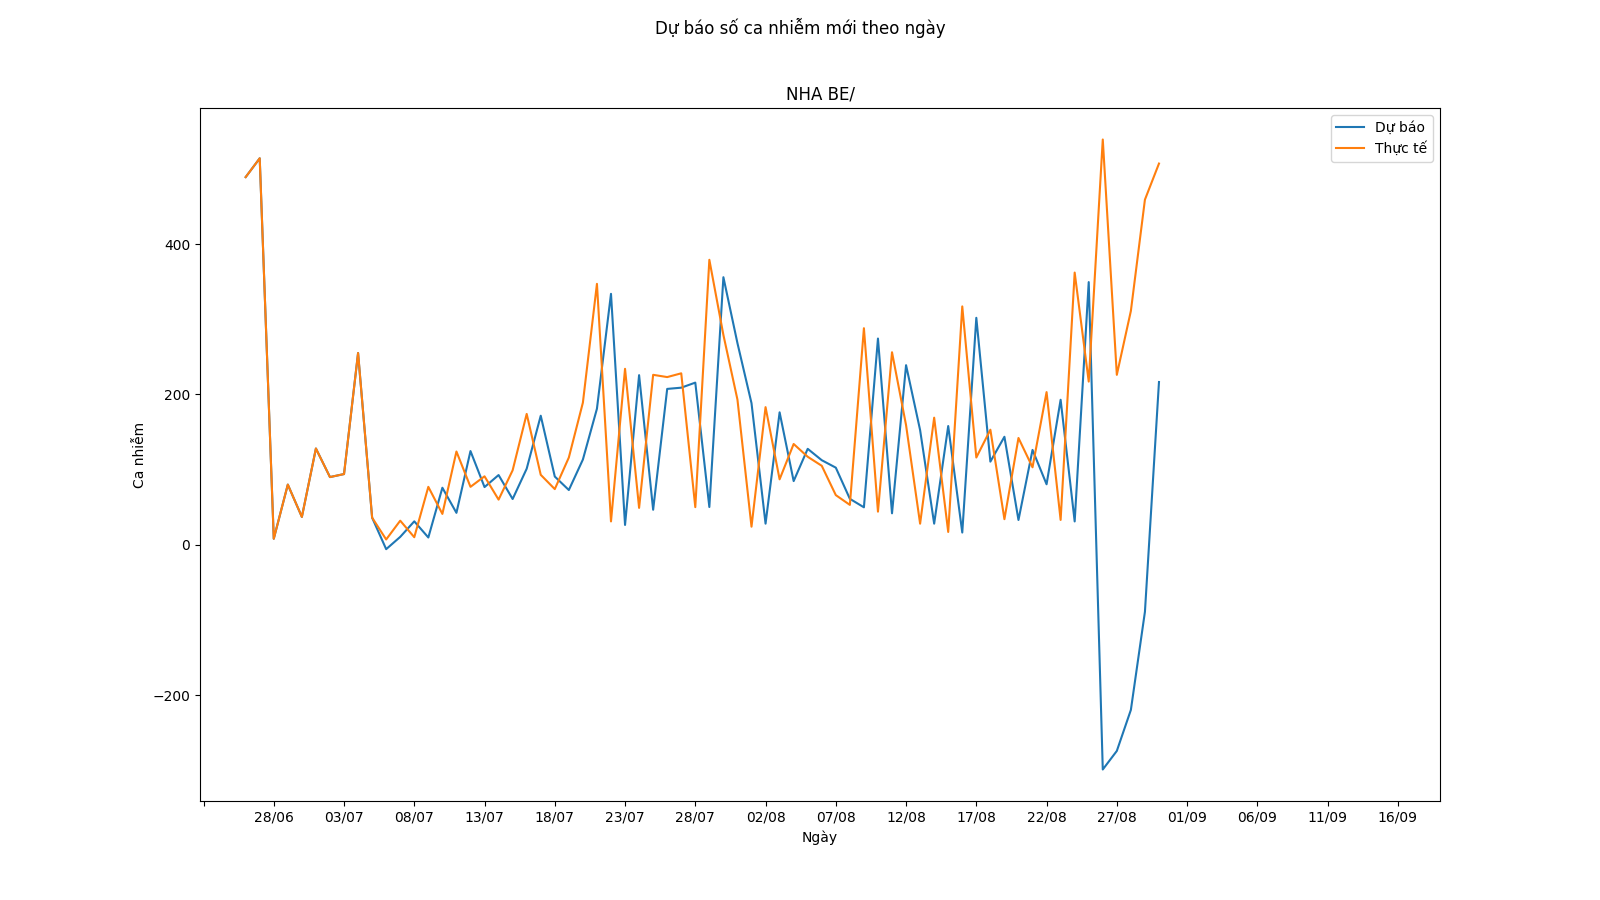 Dự báo số ca nhiễm mới theo ngày
NHA BE/
Dự báo
Thực tế
400
200
0
−200
Ca nhiễm
28/06 03/07 08/07 13/07 18/07 23/07 28/07 02/08 07/08 12/08 17/08 22/08 27/08 01/09 06/09 11/09 16/09
Ngày